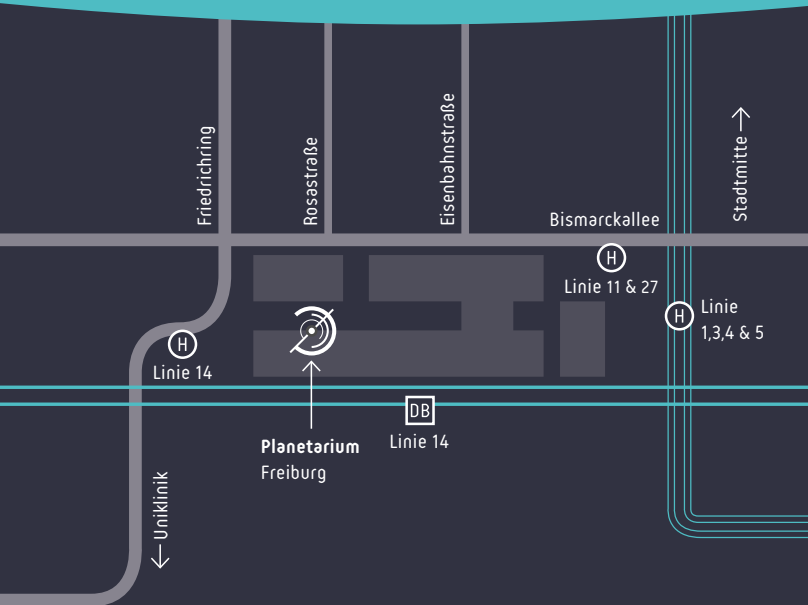 Friedrichring
Rosastraße
Eisenbahnstraße
Stadtmitte
Bismarckallee
H
Linie 11 & 27
H
Linie
1,3,4 & 5
H
Linie 14
DB
Linie 14
Planetarium
Freiburg
Uniklinik